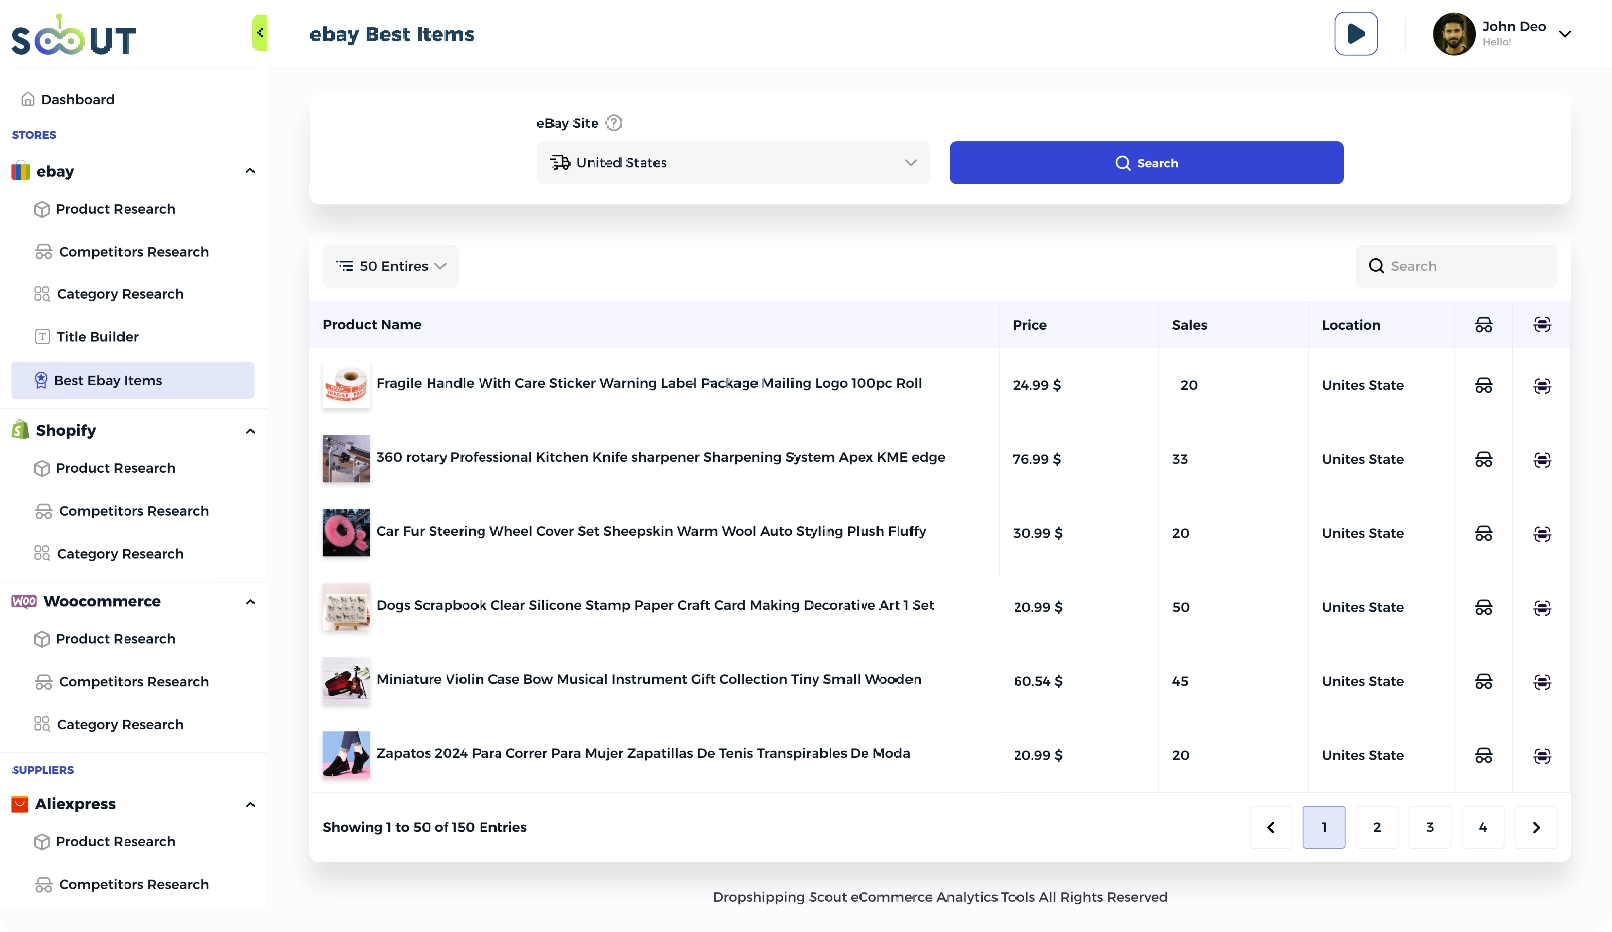 SCOUT
ebay Best Items
John Deo
Hello!
Dashboard
STORES
ebay
Product Research
Competitors Research
Category Research
Title Builder
Best Ebay Items
Shopify
Product Research
Competitors Research
Category Research
WOO Woocommerce
Product Research
Competitors Research
Category Research
SUPPLIERS
Aliexpress
Product Research
Competitors Research
eBay Site ?
United States
Search
50 Entires
Search
Product Name Price Sales Location
Fragile Handle With Care Sticker Warning Label Package Mailing Logo 100pc Roll 24.99 $ 20 Unites State
360 rotary Professional Kitchen Knife sharpener Sharpening System Apex KME edge 76.99 $ 33 Unites State
Car Fur Steering Wheel Cover Set Sheepskin Warm Wool Auto Styling Plush Fluffy 30.99 $ 20 Unites State
Dogs Scrapbook Clear Silicone Stamp Paper Craft Card Making Decorative Art 1 Set 20.99 $ 50 Unites State
Miniature Violin Case Bow Musical Instrument Gift Collection Tiny Small Wooden 60.54 $ 45 Unites State
Zapatos 2024 Para Correr Para Mujer Zapatillas De Tenis Transpirables De Moda 20.99 $ 20 Unites State
Showing 1 to 50 of 150 Entries
1 2 3 4
Dropshipping Scout eCommerce Analytics Tools All Rights Reserved